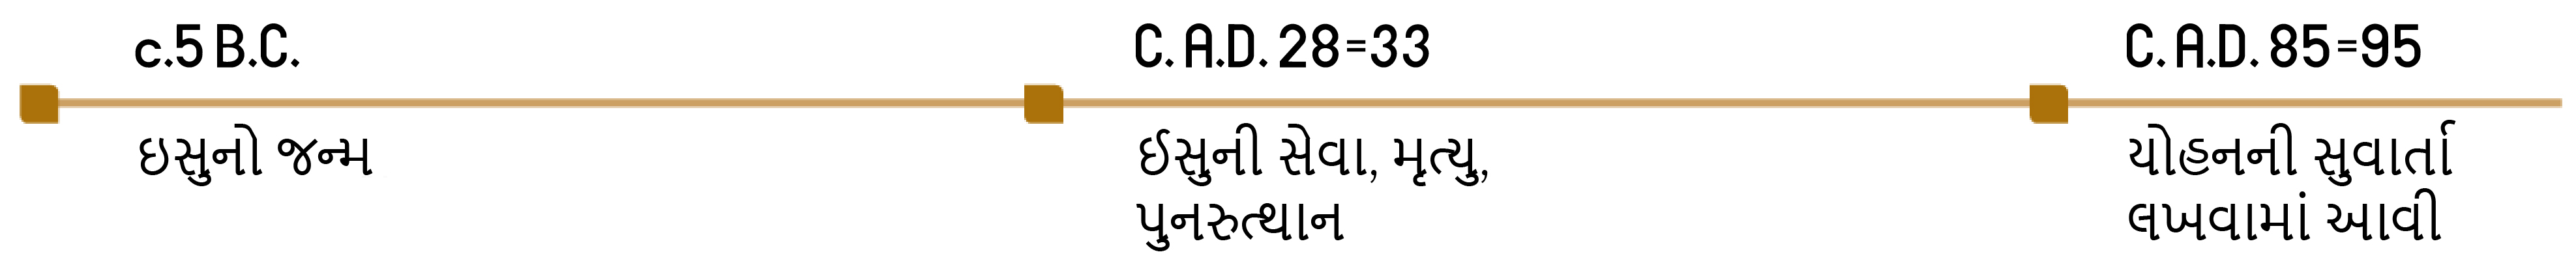 c.5 B.C.
ઇસુનો જન્મ
C. A.D. 28=33
ઈસુની સેવા, મૃત્યુ,
પુનરુત્થાન
C. A.D. 85=95
યોહનની સુવાર્તા
લખવામાં આવી